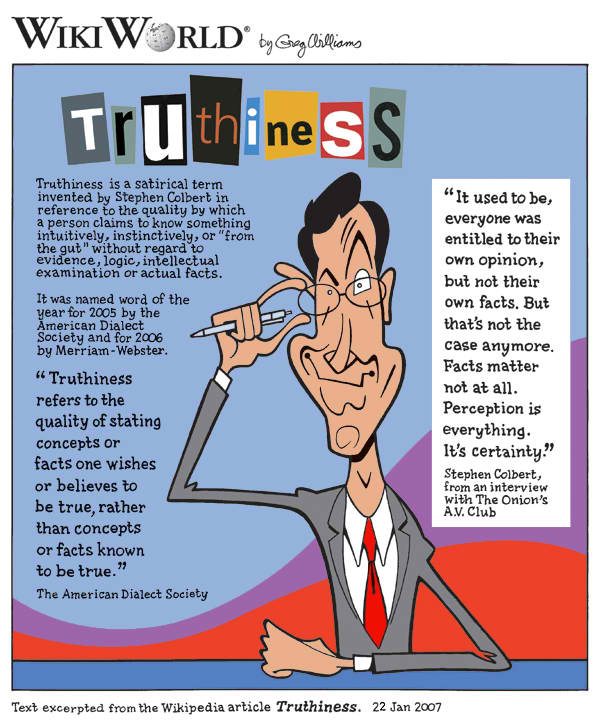 WIKIWORLD® by Greg Williams
Truthiness
Truthiness is a satirical term
invented by Stephen Colbert in
reference to the quality by which
a person claims to know something
intuitively, instinctively, or "from
the gut" without regard to
evidence, logic, intellectual
examination or actual facts.
It was named word of the
year for 2005 by the
American Dialect
Society and for 2006
by Merriam-Webster.
"Truthiness
refers to the
quality of stating
concepts or
facts one wishes
or believes to
be true, rather
than concepts
or facts known
to be true."
The American Dialect Society
"It used to be,
everyone was
entitled to their
own opinion,
but not their
own facts. But
that's not the
case anymore.
Facts matter
not at all.
Perception is
everything.
It's certainty."
Stephen Colbert,
from an interview
with The Onion's
A.V. Club
Text excerpted from the Wikipedia article Truthiness. 22 Jan 2007